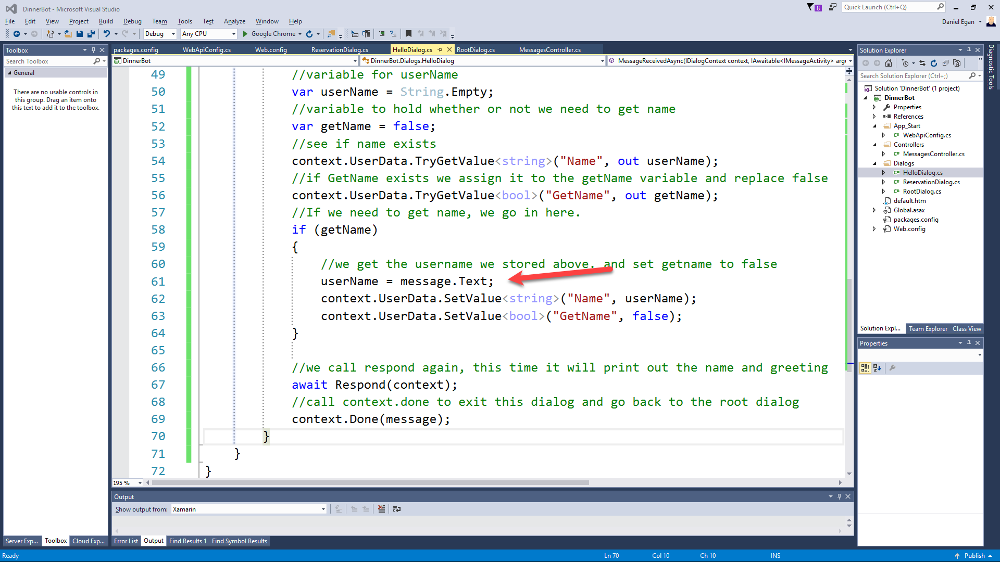 DinnerBot - Microsoft Visual Studio
8
Quick Launch (Ctrl+Q)
File Edit View Project Build Debug Team Tools Test Analyze Window Help
Daniel Egan
Debug Any CPU Google Chrome
Toolbox
Search Toolbox
General
There are no usable controls in
this group. Drag an item onto
this text to add it to the toolbox.
packages.config WebApiConfig.cs Web.config ReservationDialog.cs HelloDialog.cs RootDialog.cs MessagesController.cs
DinnerBot DinnerBot.Dialogs.HelloDialog MessageReceivedAsync(IDialogContext context, IAwaitable<IMessageActivity> argu
49 //variable for userName
50 var userName = String.Empty;
51 //variable to hold whether or not we need to get name
52 var getName = false;
53 //see if name exists
54 context.UserData.TryGetValue<string>("Name", out userName);
55 //if GetName exists we assign it to the getName variable and replace false
56 context.UserData.TryGetValue<bool>("GetName", out getName);
57 //If we need to get name, we go in here.
58 if (getName)
59 {
60 //we get the username we stored above. and set getname to false
61 userName = message.Text;
62 context.UserData.SetValue<string>("Name", userName);
63 context.UserData.SetValue<bool>("GetName", false);
64 }
65
66 //we call respond again, this time it will print out the name and greeting
67 await Respond(context);
68 //call context.done to exit this dialog and go back to the root dialog
69 context.Done(message);
70 }
71 }
72 }
195 %
Output
Show output from: Xamarin
Server Exp... Toolbox Cloud Exp... Error List Output Find Results 1 Find Symbol Results
Solution Explorer
Search Solution Explorer (Ctrl+;)
Solution 'DinnerBot' (1 project)
DinnerBot
Properties
References
App_Start
C# WebApiConfig.cs
Controllers
C# MessagesController.cs
Dialogs
C# HelloDialog.cs
C# ReservationDialog.cs
C# RootDialog.cs
default.htm
Global.asax
packages.config
Web.config
Solution Expl... Team Explorer Class View
Properties
Diagnostic Tools
Ready Ln 70 Col 10 Ch 10 INS Publish